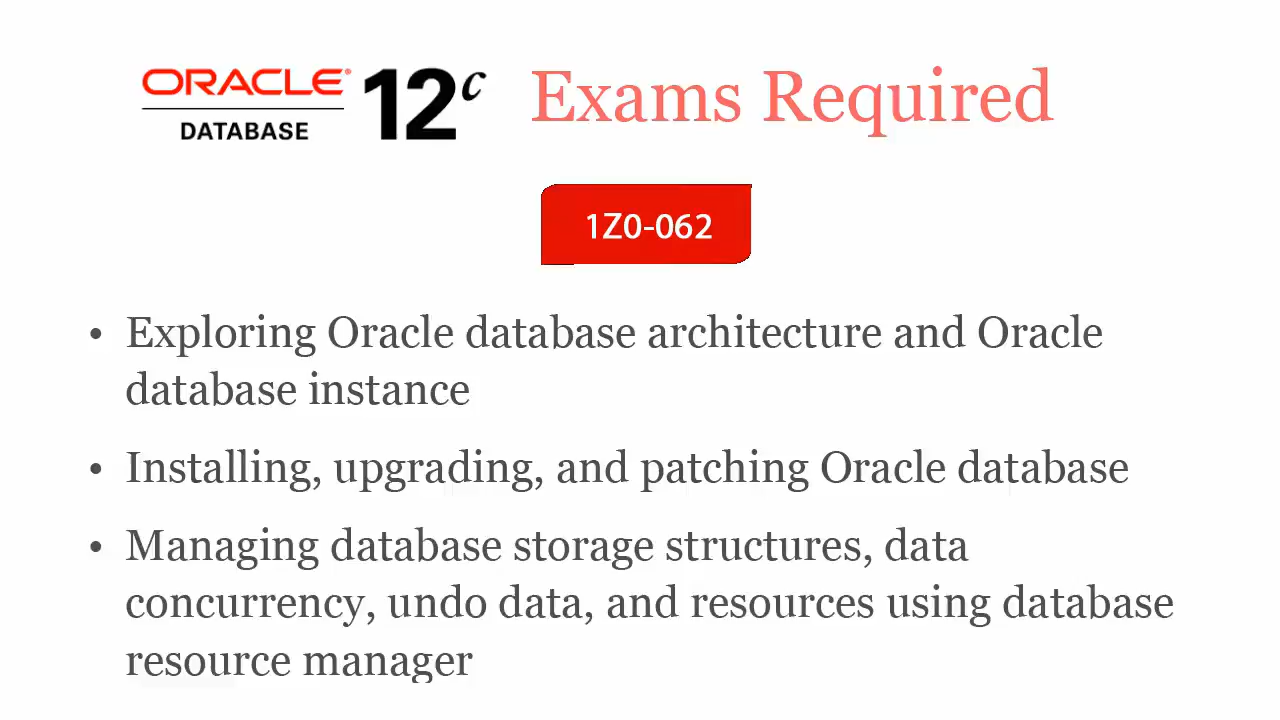 ORACLE® 12c Exams Required
DATABASE
1Z0-062
• Exploring Oracle database architecture and Oracle
database instance
• Installing, upgrading, and patching Oracle database
• Managing database storage structures, data
concurrency, undo data, and resources using database
resource manager